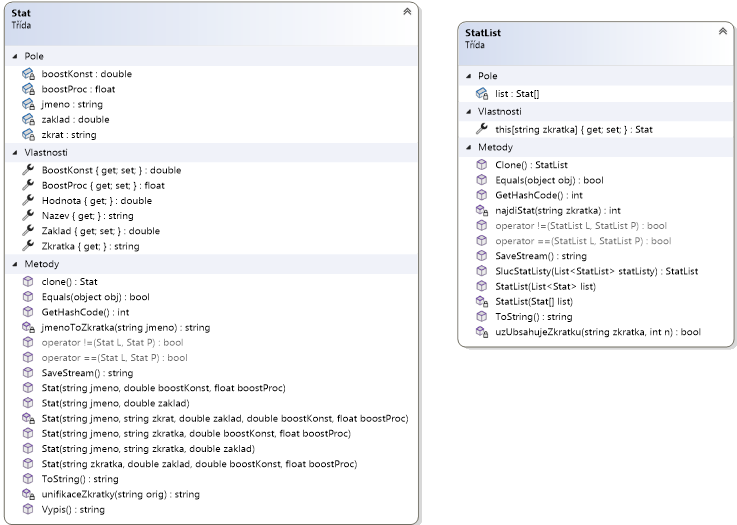 Stat
Třída
Pole
boostKonst : double
boostProc : float
jmeno : string
zaklad : double
zkrat : string
Vlastnosti
BoostKonst { get; set; } : double
BoostProc { get; set; } : float
Hodnota { get; } : double
Nazev { get; } : string
Zaklad { get; set; } : double
Zkratka { get; } : string
Metody
clone() : Stat
Equals(object obj) : bool
GetHashCode() : int
jmenoToZkratka(string jmeno) : string
operator !=(Stat L, Stat P) : bool
operator ==(Stat L, Stat P) : bool
SaveStream() : string
Stat(string jmeno, double boostKonst, float boostProc)
Stat(string jmeno, double zaklad)
Stat(string jmeno, string zkrat, double zaklad, double boostKonst, float boostProc)
Stat(string jmeno, string zkratka, double boostKonst, float boostProc)
Stat(string jmeno, string zkratka, double zaklad)
Stat(string zkratka, double zaklad, double boostKonst, float boostProc)
ToString() : string
unifikaceZkratky(string orig) : string
Vypis() : string
StatList
Třída
Pole
list : Stat[]
Vlastnosti
this[string zkratka] { get; set; } : Stat
Metody
Clone() : StatList
Equals(object obj) : bool
GetHashCode() : int
najdiStat(string zkratka) : int
operator !=(StatList L, StatList P) : bool
operator ==(StatList L, StatList P) : bool
SaveStream() : string
SlucStatListy(List<StatList> statListy) : StatList
StatList(List<Stat> list)
StatList(Stat[] list)
ToString() : string
uzUbsahujeZkratku(string zkratka, int n) : bool